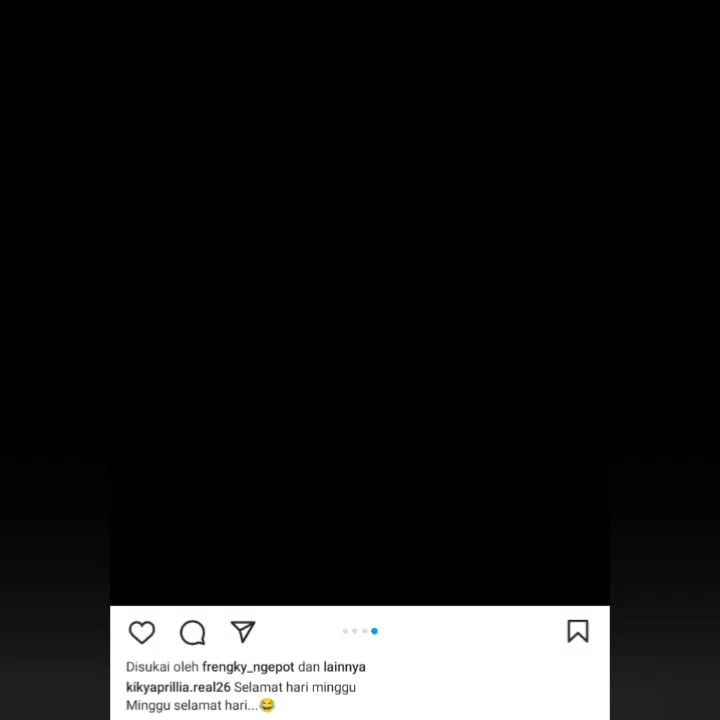 Disukai oleh frengky_ngepot dan lainnya
kikyaprillia.real26 Selamat hari minggu
Minggu selamat hari...😂